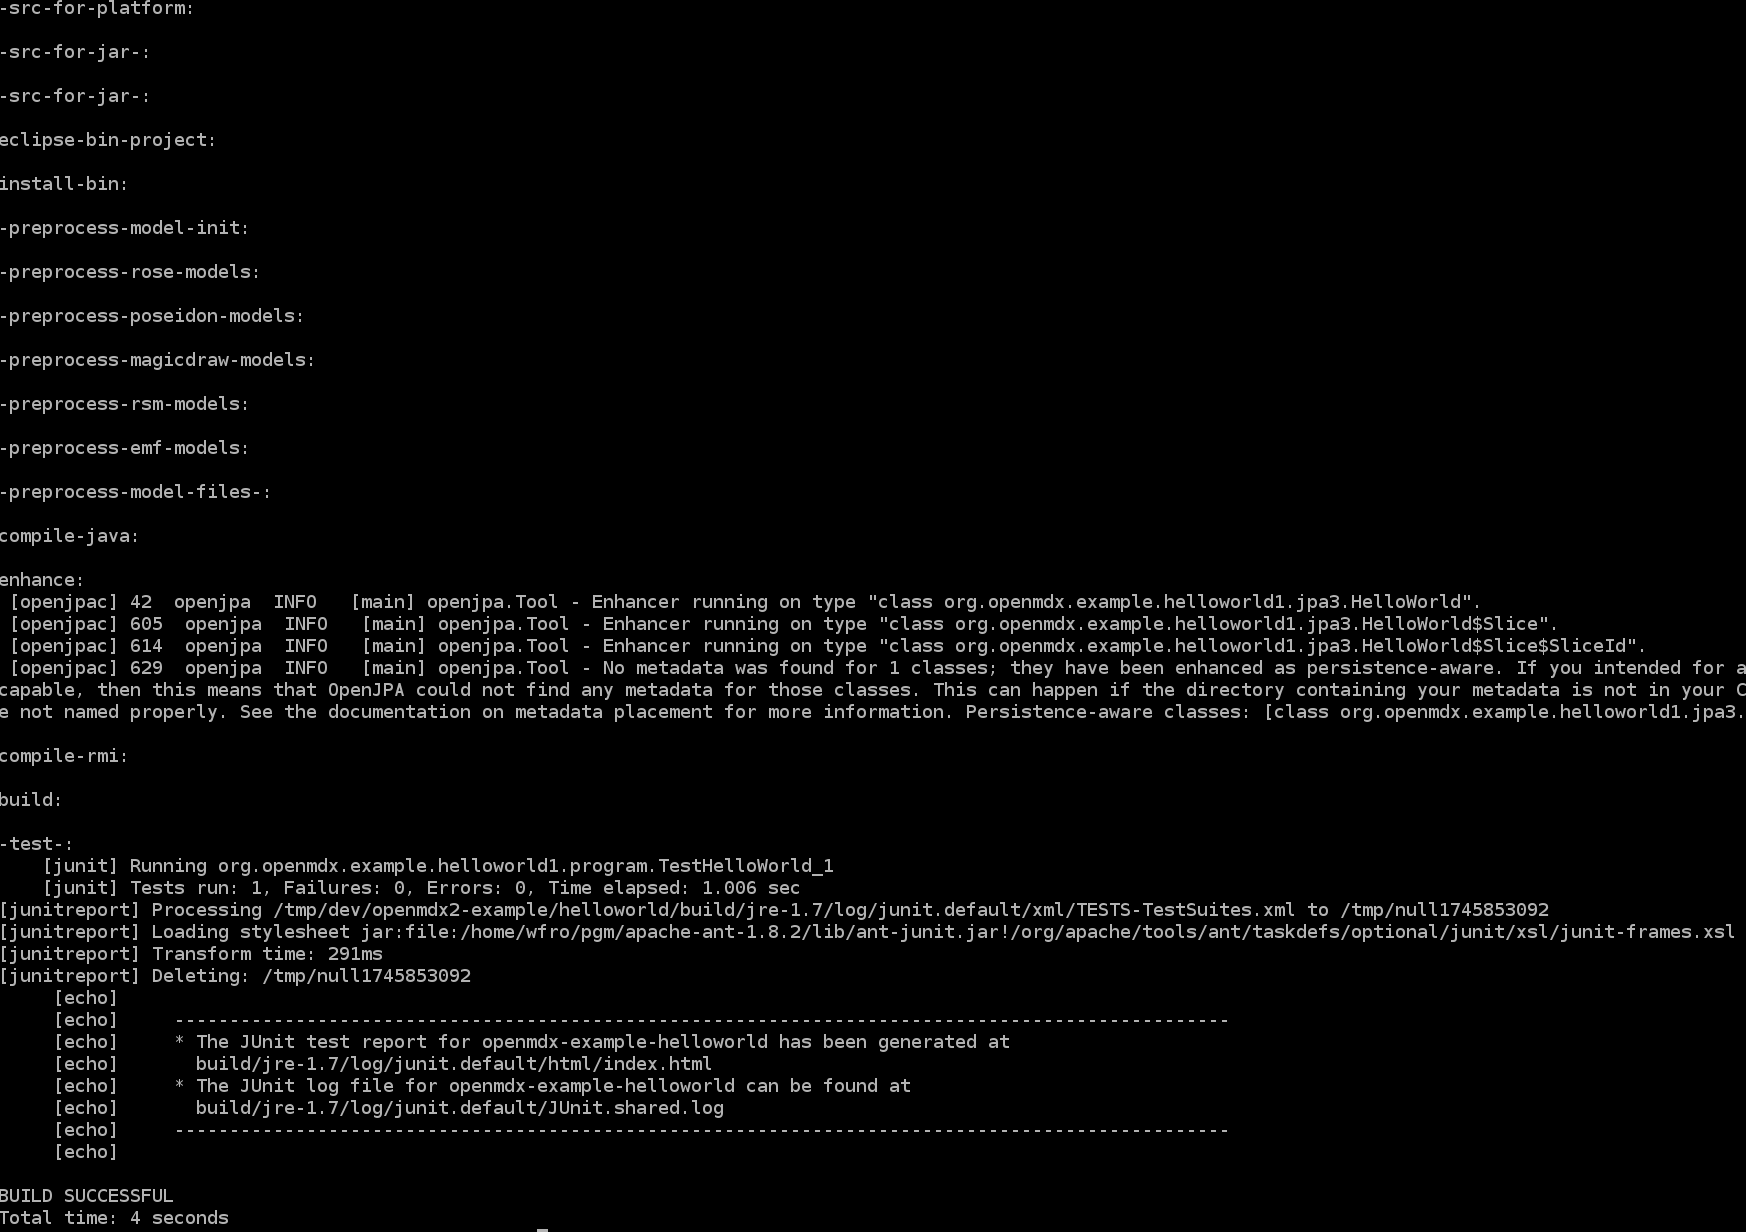 -src-for-platform:
-src-for-jar-:
-src-for-jar-:
eclipse-bin-project:
install-bin:
-preprocess-model-init:
-preprocess-rose-models:
-preprocess-poseidon-models:
-preprocess-magicdraw-models:
-preprocess-rsm-models:
-preprocess-emf-models:
-preprocess-model-files-:
compile-java:
enhance:
[openjpac] 42  openjpa  INFO   [main] openjpa.Tool - Enhancer running on type "class org.openmdx.example.helloworld1.jpa3.HelloWorld".
[openjpac] 605  openjpa  INFO   [main] openjpa.Tool - Enhancer running on type "class org.openmdx.example.helloworld1.jpa3.HelloWorld$Slice".
[openjpac] 614  openjpa  INFO   [main] openjpa.Tool - Enhancer running on type "class org.openmdx.example.helloworld1.jpa3.HelloWorld$Slice$SliceId".
[openjpac] 629  openjpa  INFO   [main] openjpa.Tool - No metadata was found for 1 classes; they have been enhanced as persistence-aware. If you intended for a
capable, then this means that OpenJPA could not find any metadata for those classes. This can happen if the directory containing your metadata is not in your C
e not named properly. See the documentation on metadata placement for more information. Persistence-aware classes: [class org.openmdx.example.helloworld1.jpa3.
compile-rmi:
build:
-test-:
[junit] Running org.openmdx.example.helloworld1.program.TestHelloWorld_1
[junit] Tests run: 1, Failures: 0, Errors: 0, Time elapsed: 1.006 sec
[junitreport] Processing /tmp/dev/openmdx2-example/helloworld/build/jre-1.7/log/junit.default/xml/TESTS-TestSuites.xml to /tmp/null1745853092
[junitreport] Loading stylesheet jar:file:/home/wfro/pgm/apache-ant-1.8.2/lib/ant-junit.jar!/org/apache/tools/ant/taskdefs/optional/junit/xsl/junit-frames.xsl
[junitreport] Transform time: 291ms
[junitreport] Deleting: /tmp/null1745853092
[echo]
[echo]     ------------------------------------------------------------------------------------------------
[echo]     * The JUnit test report for openmdx-example-helloworld has been generated at
[echo]       build/jre-1.7/log/junit.default/html/index.html
[echo]     * The JUnit log file for openmdx-example-helloworld can be found at
[echo]       build/jre-1.7/log/junit.default/JUnit.shared.log
[echo]     ------------------------------------------------------------------------------------------------
[echo]
BUILD SUCCESSFUL
Total time: 4 seconds